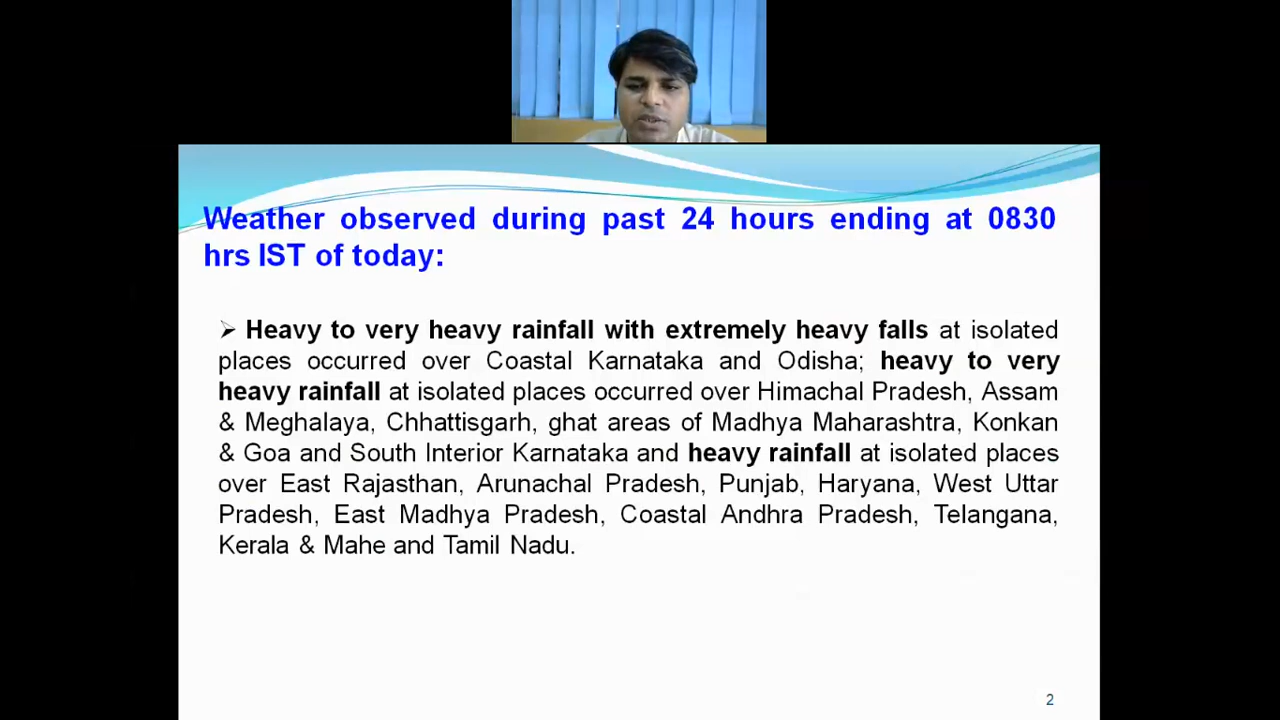 Weather observed during past 24 hours ending at 0830
hrs IST of today:
➢ Heavy to very heavy rainfall with extremely heavy falls at isolated
places occurred over Coastal Karnataka and Odisha; heavy to very
heavy rainfall at isolated places occurred over Himachal Pradesh, Assam
& Meghalaya, Chhattisgarh, ghat areas of Madhya Maharashtra, Konkan
& Goa and South Interior Karnataka and heavy rainfall at isolated places
over East Rajasthan, Arunachal Pradesh, Punjab, Haryana, West Uttar
Pradesh, East Madhya Pradesh, Coastal Andhra Pradesh, Telangana,
Kerala & Mahe and Tamil Nadu.
2